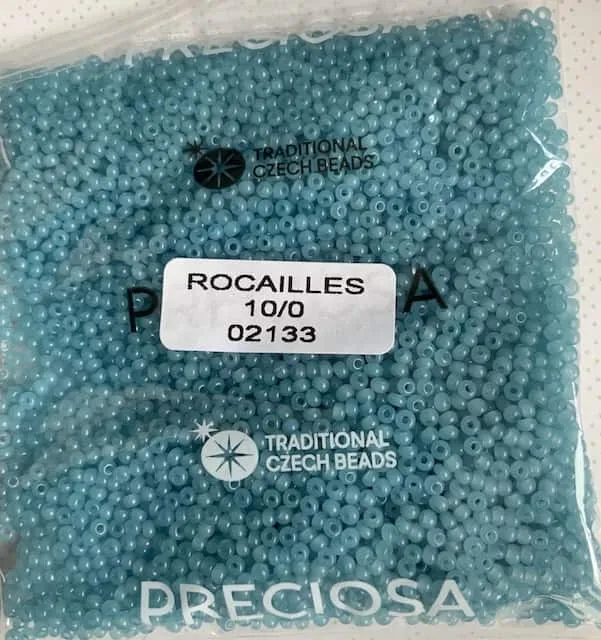 PRECIOSA
TRADITIONAL
CZECH BEADS
P A
ROCAILLES
10/0
02133
TRADITIONAL
CZECH BEADS
PRECIOSA